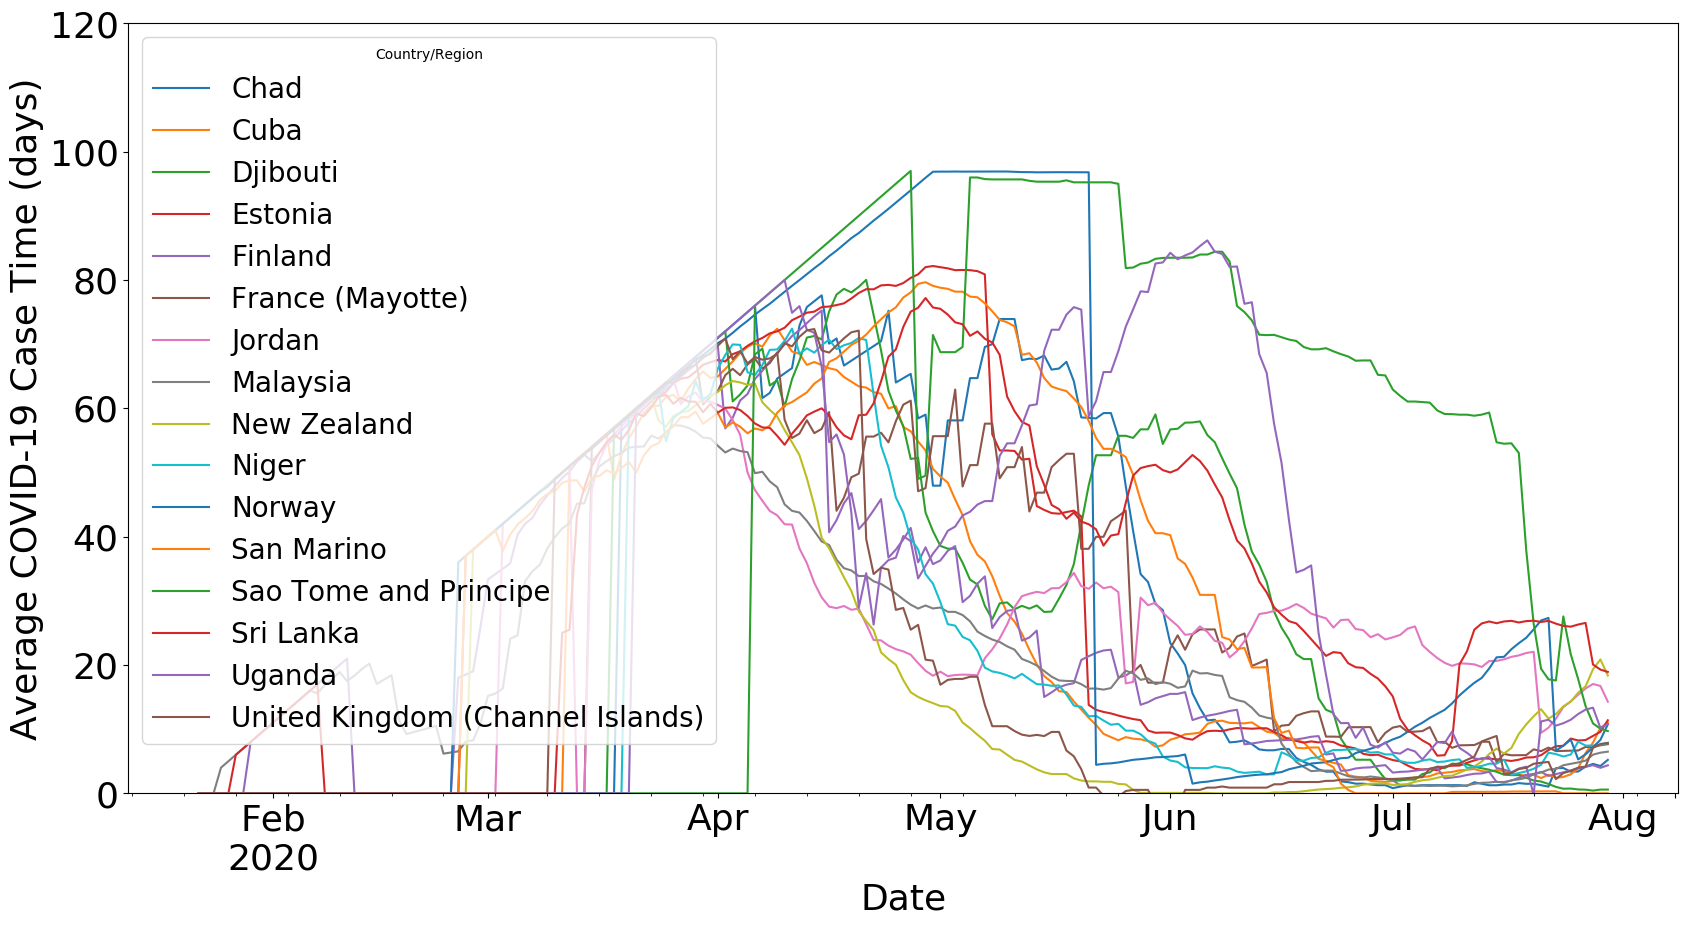 120
100
80
60
40
20
0
Average COVID-19 Case Time (days)
Country/Region
Chad
Cuba
Djibouti
Estonia
Finland
France (Mayotte)
Jordan
Malaysia
New Zealand
Niger
Norway
San Marino
Sao Tome and Principe
Sri Lanka
Uganda
United Kingdom (Channel Islands)
Feb Mar Apr May Jun Jul Aug
2020
Date